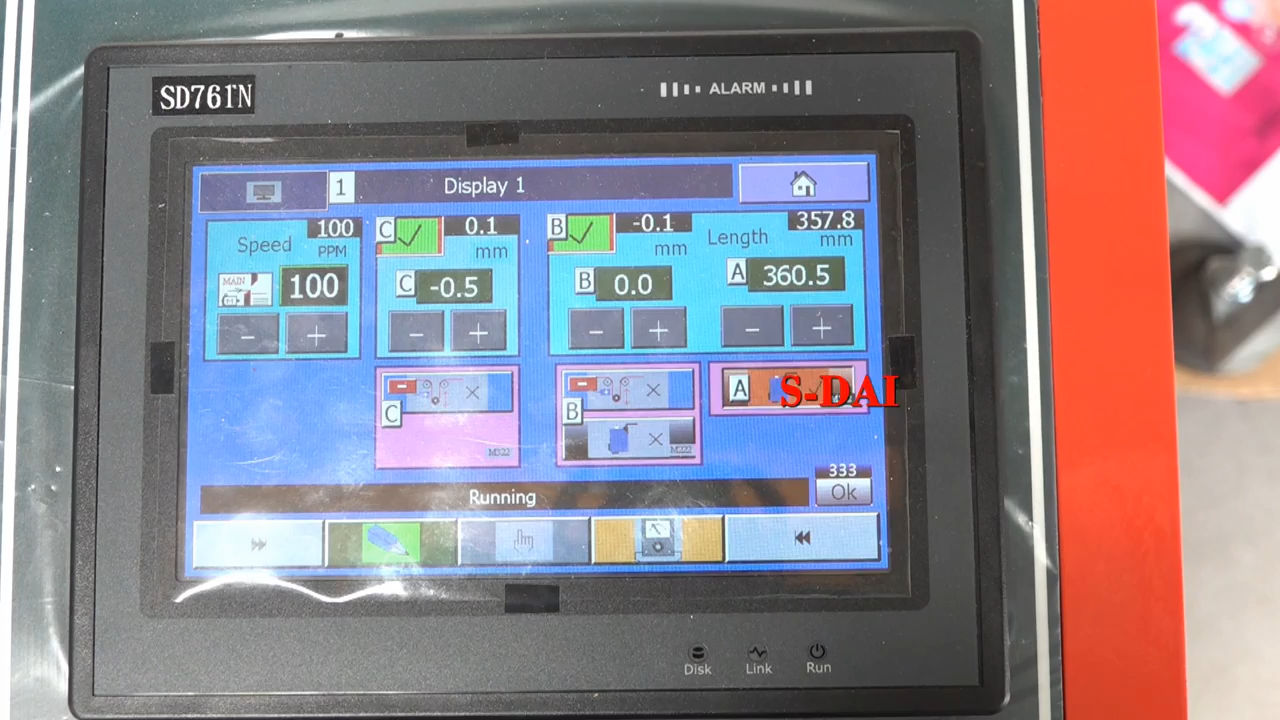 SD761N
ALARM
1 Display 1
Speed 100 PPM
C 0.1 mm
B -0.1 mm
Length 357.8 mm
MAIN 100
C -0.5
B 0.0
A 360.5
- +
- +
- +
- +
C
M322
B
M222
A
S-DAI
Running
333
Ok
Disk
Link
Run